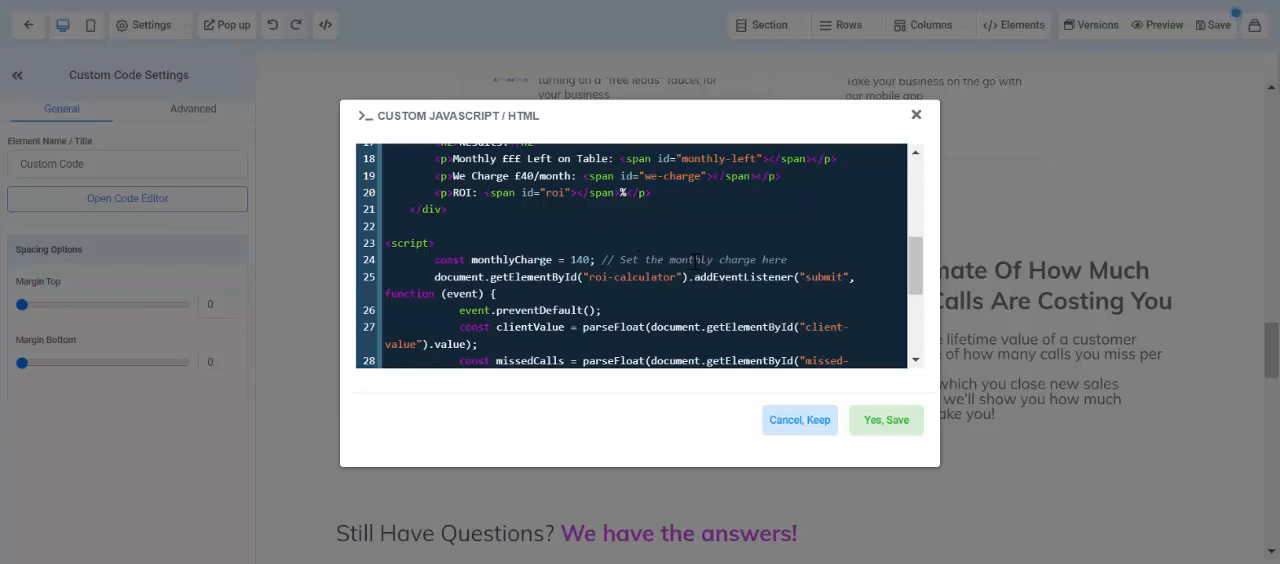 Settings
Pop up
Section
Rows
Columns
Elements
Versions
Preview
Save
Custom Code Settings
General
Advanced
Element Name / Title
Custom Code
Open Code Editor
Spacing Options
Margin Top
0
Margin Bottom
0
turning on a "free leads" faucet for
your business
Take your business on the go with
our mobile app
>_ CUSTOM JAVASCRIPT / HTML
17 <h2>Results:</h2>
18 <p>Monthly £££ Left on Table: <span id="monthly-left"></span></p>
19 <p>We Charge £40/month: <span id="we-charge"></span></p>
20 <p>ROI: <span id="roi"></span>%</p>
21 </div>
22
23 <script>
24 const monthlyCharge = 140; // Set the monthly charge here
25 document.getElementById("roi-calculator").addEventListener("submit",
function (event) {
26 event.preventDefault();
27 const clientValue = parseFloat(document.getElementById("client-
value").value);
28 const missedCalls = parseFloat(document.getElementById("missed-
Cancel, Keep
Yes, Save
mate Of How Much
Calls Are Costing You
lifetime value of a customer
e of how many calls you miss per
which you close new sales
we'll show you how much
ake you!
Still Have Questions? We have the answers!